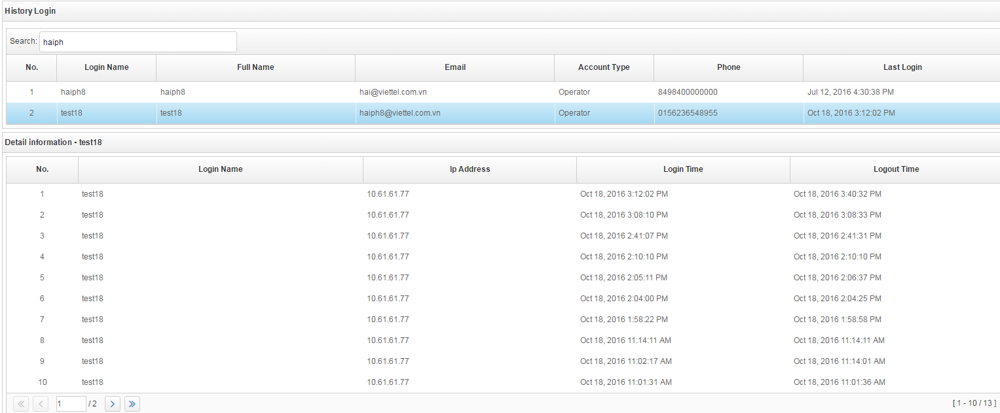 History Login
Search: haiph
No. Login Name Full Name Email Account Type Phone Last Login
1 haiph8 haiph8 hai@viettel.com.vn Operator 8498400000000 Jul 12, 2016 4:30:38 PM
2 test18 test18 haiph8@viettel.com.vn Operator 0156236548955 Oct 18, 2016 3:12:02 PM
Detail information - test18
No. Login Name Ip Address Login Time Logout Time
1 test18 10.61.61.77 Oct 18, 2016 3:12:02 PM Oct 18, 2016 3:40:32 PM
2 test18 10.61.61.77 Oct 18, 2016 3:08:10 PM Oct 18, 2016 3:08:33 PM
3 test18 10.61.61.77 Oct 18, 2016 2:41:07 PM Oct 18, 2016 2:41:31 PM
4 test18 10.61.61.77 Oct 18, 2016 2:10:10 PM Oct 18, 2016 2:10:10 PM
5 test18 10.61.61.77 Oct 18, 2016 2:05:11 PM Oct 18, 2016 2:06:37 PM
6 test18 10.61.61.77 Oct 18, 2016 2:04:00 PM Oct 18, 2016 2:04:25 PM
7 test18 10.61.61.77 Oct 18, 2016 1:58:22 PM Oct 18, 2016 1:58:58 PM
8 test18 10.61.61.77 Oct 18, 2016 11:14:11 AM Oct 18, 2016 11:14:11 AM
9 test18 10.61.61.77 Oct 18, 2016 11:02:17 AM Oct 18, 2016 11:14:01 AM
10 test18 10.61.61.77 Oct 18, 2016 11:01:31 AM Oct 18, 2016 11:01:36 AM
1 / 2 [ 1 - 10 / 13 ]